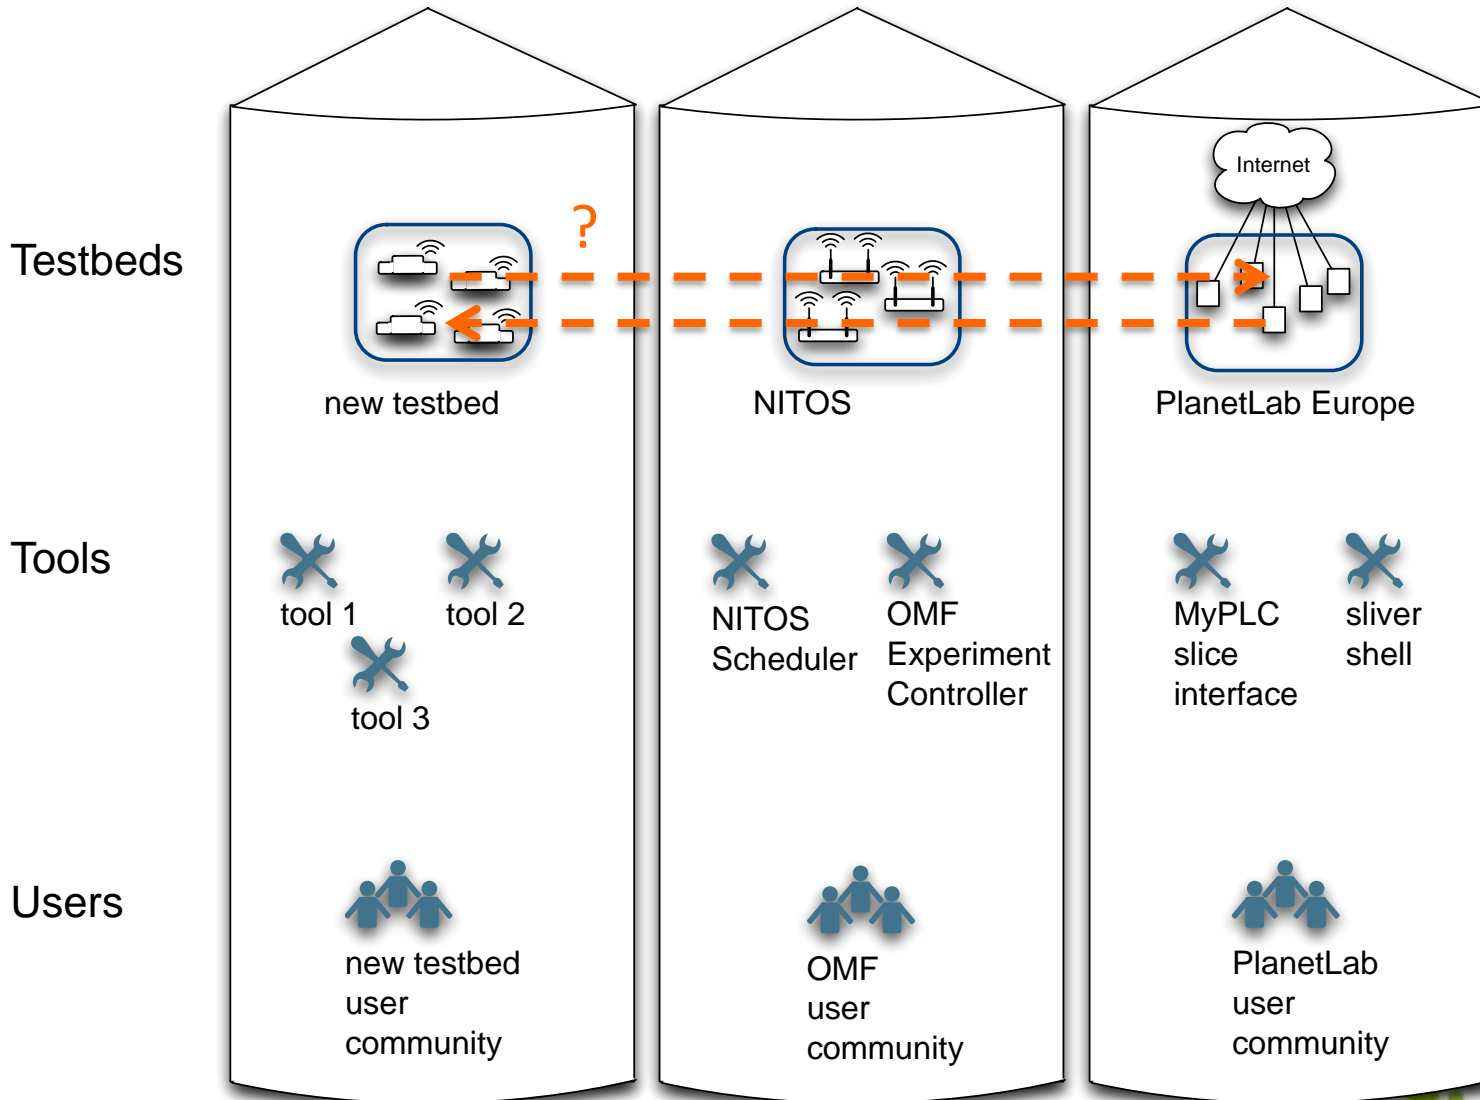 Internet
?
Testbeds
new testbed
NITOS
PlanetLab Europe
Tools
tool 1
tool 2
tool 3
NITOS
Scheduler
OMF
Experiment
Controller
MyPLC
slice
interface
sliver
shell
Users
new testbed
user
community
OMF
user
community
PlanetLab
user
community